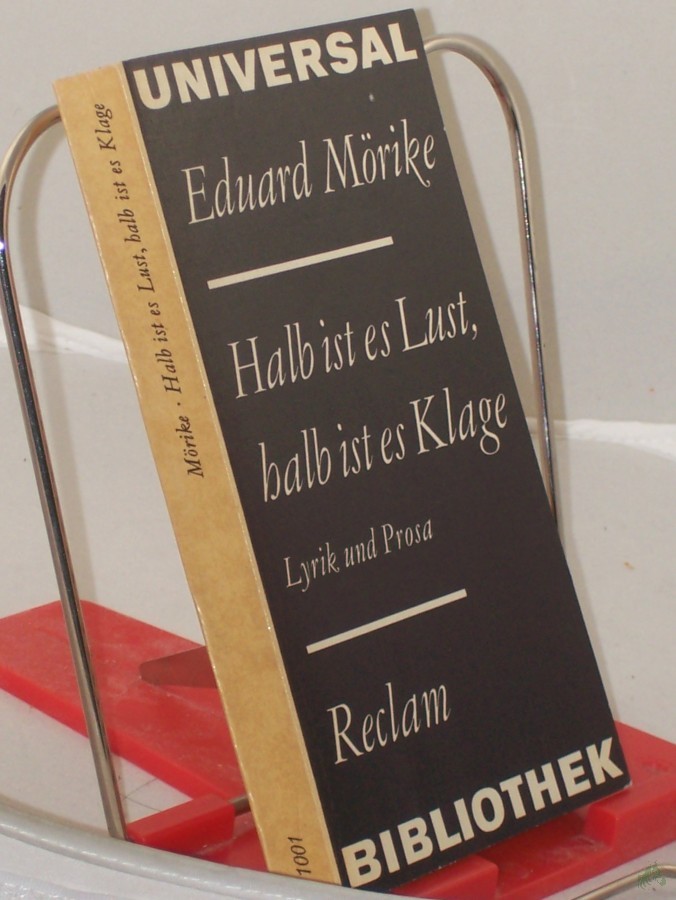 UNIVERSAL
Eduard Mörike
Halb ist es Lust,
halb ist es Klage
Lyrik und Prosa
Reclam
BIBLIOTHEK
Mörike · Halb ist es Lust, halb ist es Klage
1001